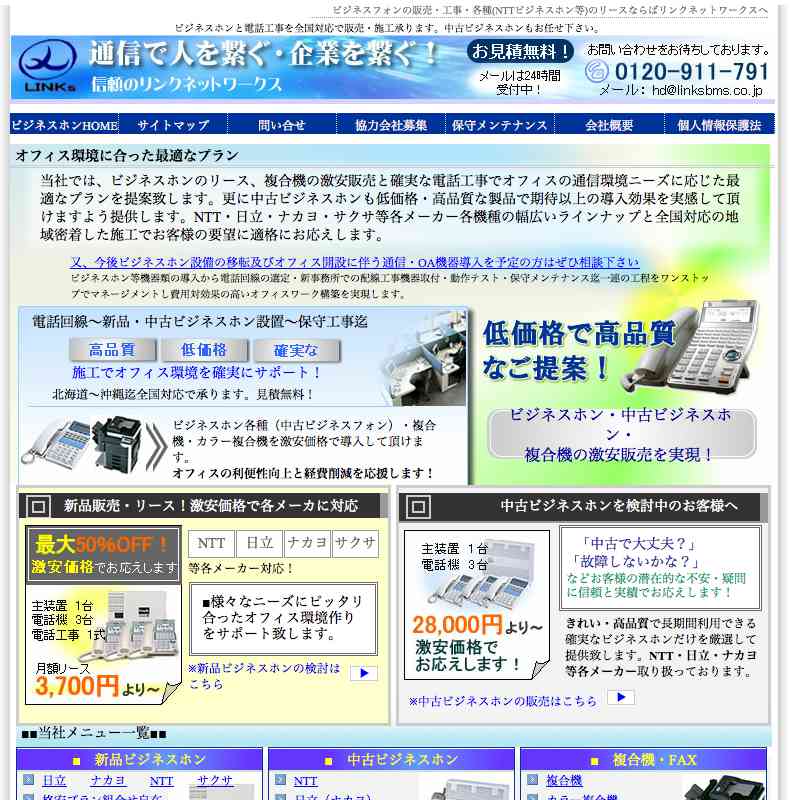 ビジネスフォンの販売・工事・各種(NTTビジネスホン等)のリースならばリンクネットワークスへ
ビジネスホンと電話工事を全国対応で販売・施工承ります。中古ビジネスホンもお任せ下さい。
LINKs
通信で人を繋ぐ・企業を繋ぐ!
信頼のリンクネットワークス
お見積無料!
メールは24時間
受付中!
お問い合わせをお待ちしております。
0120-911-791
メール: hd@linksbms.co.jp
ビジネスホンHOME
サイトマップ
問い合せ
協力会社募集
保守メンテナンス
会社概要
個人情報保護法
オフィス環境に合った最適なプラン
当社では、ビジネスホンのリース、複合機の激安販売と確実な電話工事でオフィスの通信環境ニーズに応じた最
適なプランを提案致します。更に中古ビジネスホンも低価格・高品質な製品で期待以上の導入効果を実感して頂
けますよう提供します。NTT・日立・ナカヨ・サクサ等各メーカー各機種の幅広いラインナップと全国対応の地
域密着した施工でお客様の要望に適格にお応えします。
又、今後ビジネスホン設備の移転及びオフィス開設に伴う通信・OA機器導入を予定の方はぜひ相談下さい
ビジネスホン等機器類の導入から電話回線の選定・新事務所での配線工事機器取付・動作テスト・保守メンテナンス迄一連の工程をワンストッ
プでマネージメントし費用対効果の高いオフィスワーク構築を実現します。
電話回線～新品・中古ビジネスホン設置～保守工事迄
高品質
低価格
確実な
施工でオフィス環境を確実にサポート!
北海道～沖縄迄全国対応で承ります。見積無料!
ビジネスホン各種（中古ビジネスフォン）・複合
機・カラー複合機を激安価格で導入して頂けま
す。
オフィスの利便性向上と経費削減を応援します!
低価格で高品質
なご提案!
ビジネスホン・中古ビジネスホ
ン・
複合機の激安販売を実現!
新品販売・リース!激安価格で各メーカに対応
最大50%OFF!
激安価格でお応えします
主装置 1台
電話機 3台
電話工事 1式
月額リース
3,700円より～
NTT
日立
ナカヨ
サクサ
等各メーカー対応!
■様々なニーズにピッタリ
合ったオフィス環境作り
をサポート致します。
※新品ビジネスホンの検討は
こちら
中古ビジネスホンを検討中のお客様へ
主装置 1台
電話機 3台
28,000円より～
激安価格で
お応えします!
「中古で大丈夫?」
「故障しないかな?」
などお客様の潜在的な不安・疑問
に信頼と実績でお応えします!
きれい・高品質で長期間利用できる
確実なビジネスホンだけを厳選して
提供致します。NTT・日立・ナカヨ
等各メーカー取り扱っております。
※中古ビジネスホンの販売はこちら
■■当社メニュー一覧■■
■ 新品ビジネスホン
日立 ナカヨ NTT サクサ
■ 中古ビジネスホン
NTT
日立（ナカヨ）
■ 複合機・FAX
複合機
カラー複合機